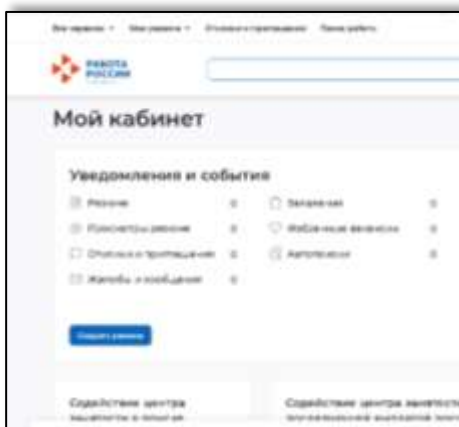 Все сервисы Мои резюме Отклики и приглашения Поиск работы
РАБОТА
РОССИИ
Мой кабинет
Уведомления и события
Резюме 0 Заявления 0
Просмотры резюме 0 Избранные вакансии 0
Отклики и приглашения 0 Автопоиски 0
Жалобы и сообщения 0
Создать резюме
Содействие центра Содействие центра занятости